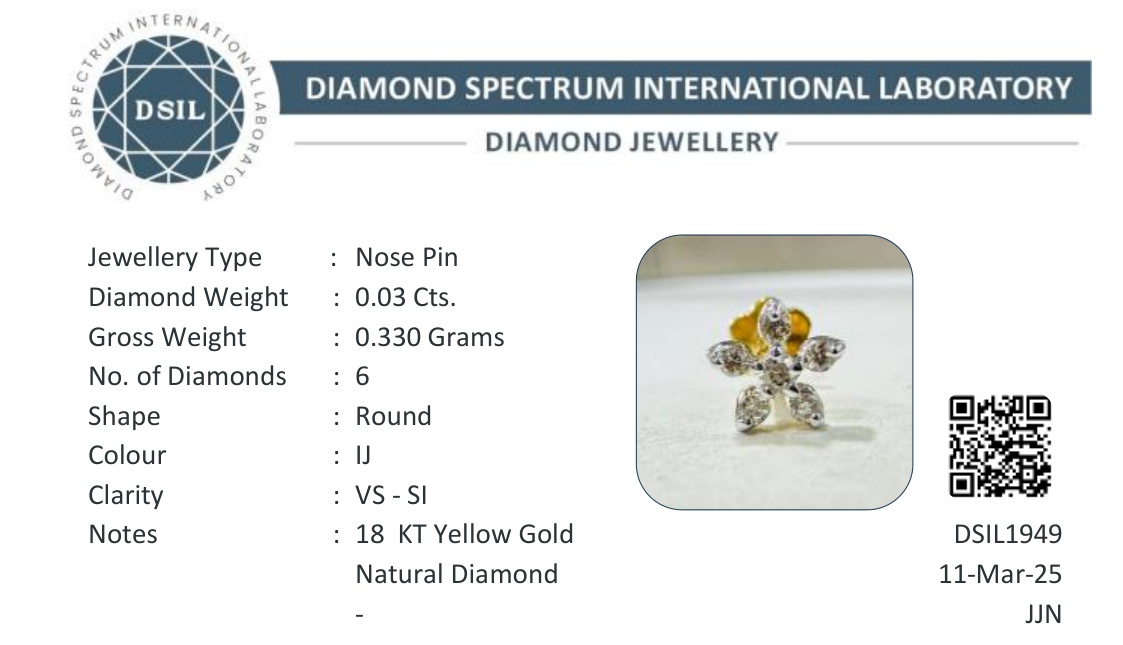 DIAMOND SPECTRUM INTERNATIONAL LABORATORY
DSIL
DIAMOND SPECTRUM INTERNATIONAL LABORATORY
DIAMOND JEWELLERY
Jewellery Type : Nose Pin
Diamond Weight : 0.03 Cts.
Gross Weight : 0.330 Grams
No. of Diamonds : 6
Shape : Round
Colour : IJ
Clarity : VS - SI
Notes : 18 KT Yellow Gold
Natural Diamond
-
DSIL1949
11-Mar-25
JJN